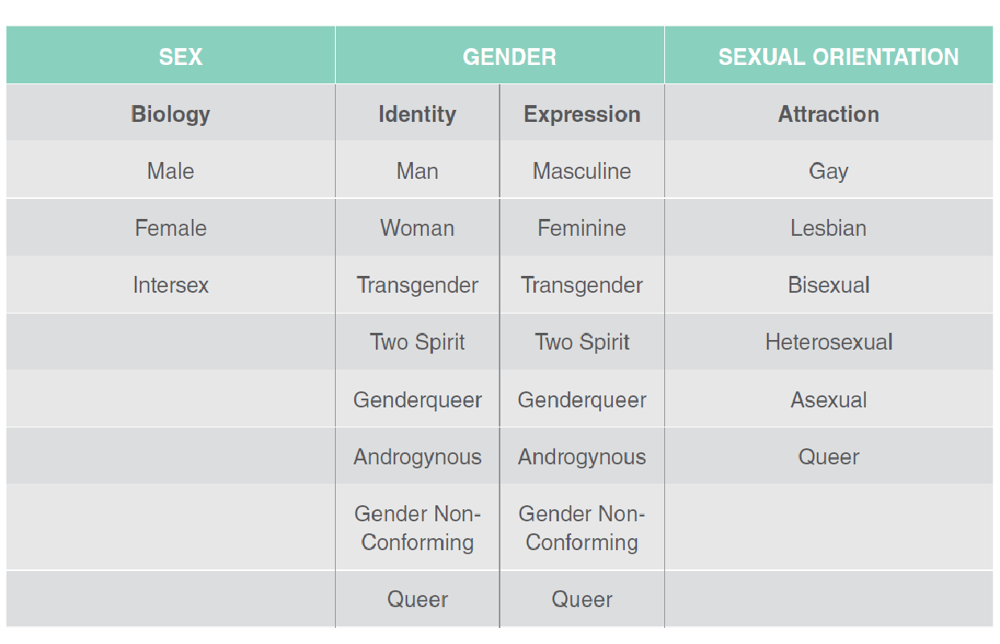 SEX GENDER SEXUAL ORIENTATION
Biology Identity Expression Attraction
Male Man Masculine Gay
Female Woman Feminine Lesbian
Intersex Transgender Transgender Bisexual
Two Spirit Two Spirit Heterosexual
Genderqueer Genderqueer Asexual
Androgynous Androgynous Queer
Gender Non- Gender Non-
Conforming Conforming
Queer Queer